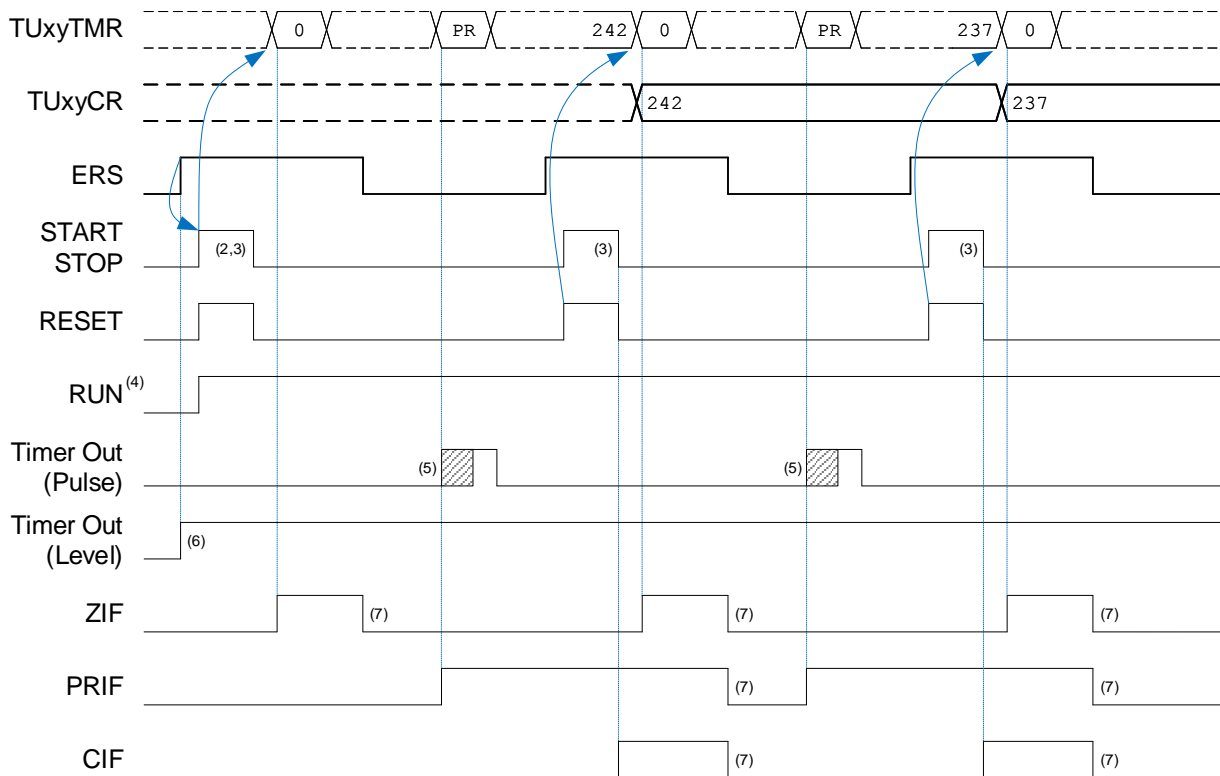 TUxyTMR 0 PR 242 0 PR 237 0
TUxyCR 242 237
ERS
START
STOP (2,3) (3) (3)
RESET
RUN(4)
Timer Out
(Pulse) (5) (5)
Timer Out
(Level) (6)
ZIF (7) (7) (7)
PRIF (7) (7)
CIF (7) (7)